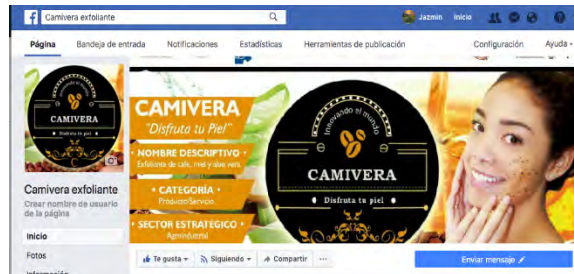 Camivera exfoliante
Jazmin Inicio
Página Bandeja de entrada Notificaciones Estadísticas Herramientas de publicación Configuración Ayuda
CAMIVERA
Disfruta tu piel
Camivera exfoliante
Crear nombre de usuario
de la página
Inicio
Fotos
Información
CAMIVERA
"Disfruta tu Piel"
• NOMBRE DESCRIPTIVO •
Exfoliante de café, miel y aloe vera.
• CATEGORÍA •
Producto/Servicio
• SECTOR ESTRATEGICO •
Agroindustrial
Innovando el mundo
CAMIVERA
• Disfruta tu piel •
Te gusta Siguiendo Compartir ...
Enviar mensaje